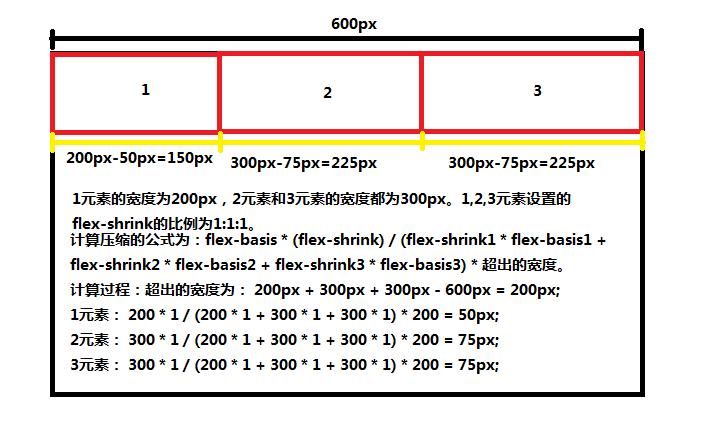 600px
1
2
3
200px-50px=150px
300px-75px=225px
300px-75px=225px
1元素的宽度为200px，2元素和3元素的宽度都为300px。1,2,3元素设置的
flex-shrink的比例为1:1:1。
计算压缩的公式为：flex-basis * (flex-shrink) / (flex-shrink1 * flex-basis1 +
flex-shrink2 * flex-basis2 + flex-shrink3 * flex-basis3) * 超出的宽度。
计算过程：超出的宽度为： 200px + 300px + 300px - 600px = 200px;
1元素： 200 * 1 / (200 * 1 + 300 * 1 + 300 * 1) * 200 = 50px;
2元素： 300 * 1 / (200 * 1 + 300 * 1 + 300 * 1) * 200 = 75px;
3元素： 300 * 1 / (200 * 1 + 300 * 1 + 300 * 1) * 200 = 75px;